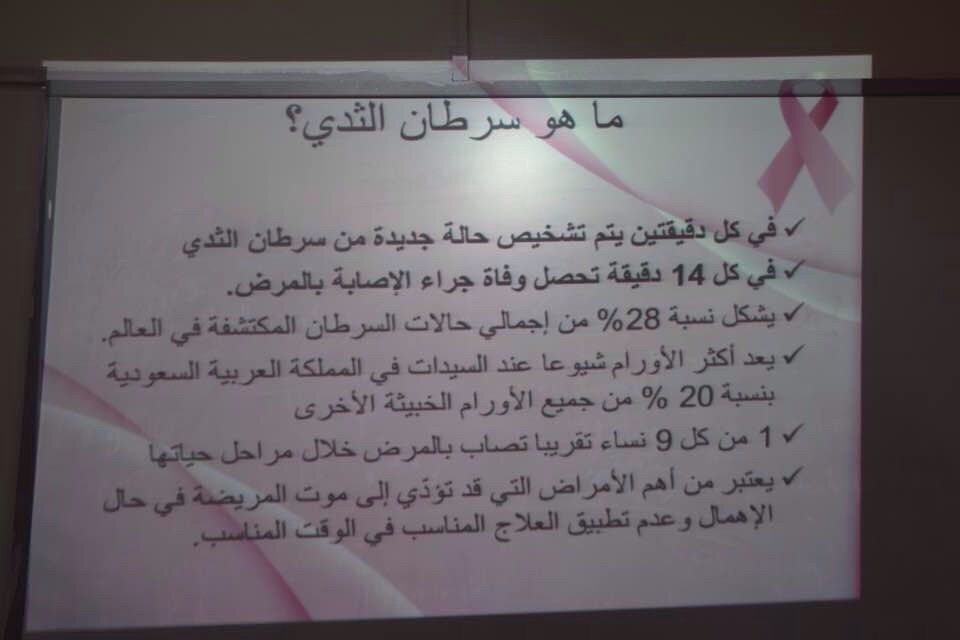 ما هو سرطان الثدي؟
✓ في كل دقيقتين يتم تشخيص حالة جديدة من سرطان الثدي
✓ في كل 14 دقيقة تحصل وفاة جراء الإصابة بالمرض.
✓ يشكل نسبة 28% من إجمالي حالات السرطان المكتشفة في العالم.
✓ يعد أكثر الأورام شيوعا عند السيدات في المملكة العربية السعودية
بنسبة 20 % من جميع الأورام الخبيثة الأخرى
✓ 1 من كل 9 نساء تقريبا تصاب بالمرض خلال مراحل حياتها
✓ يعتبر من أهم الأمراض التي قد تؤدّي إلى موت المريضة في حال
الإهمال وعدم تطبيق العلاج المناسب في الوقت المناسب.